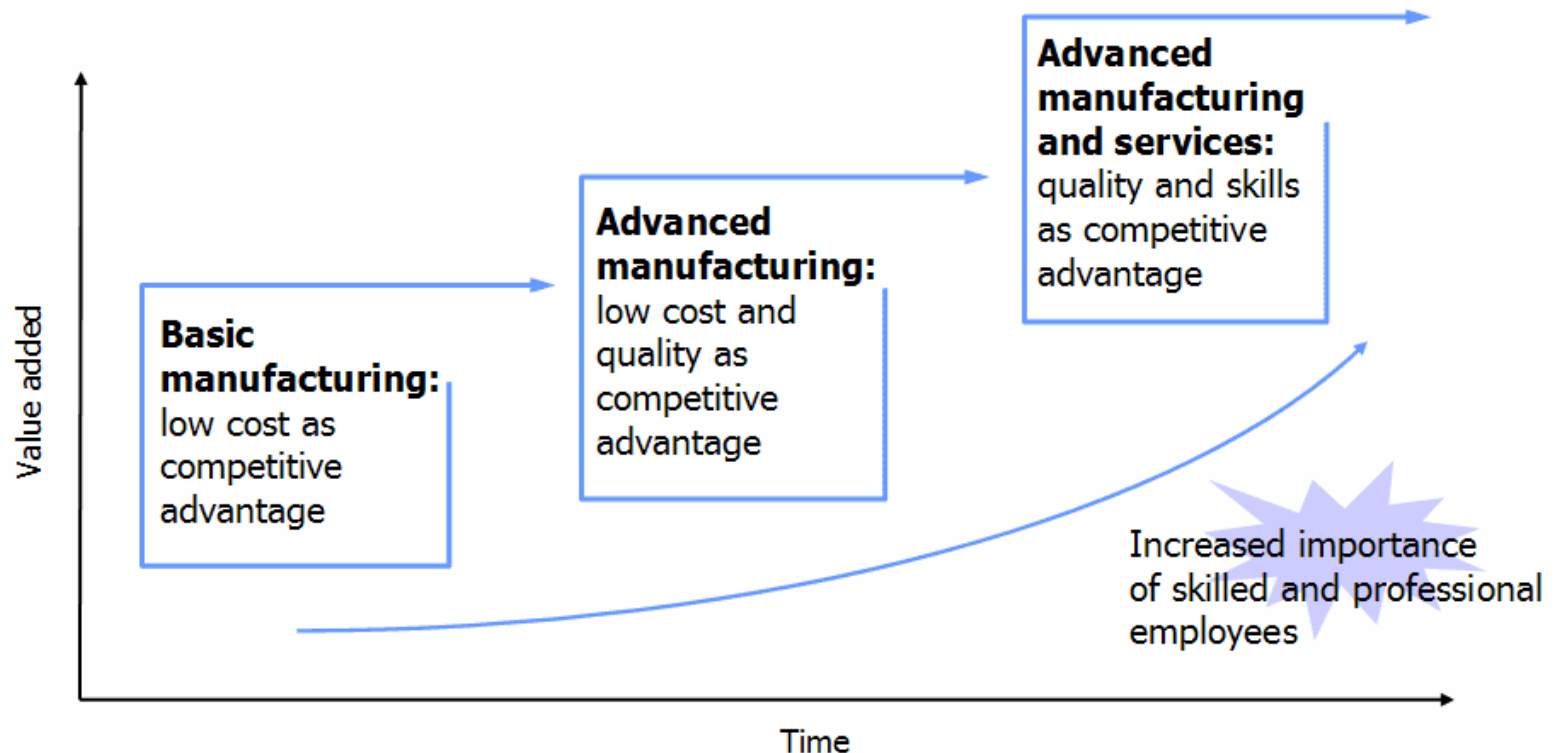 Value added
Basic
manufacturing:
low cost as
competitive
advantage
Advanced
manufacturing:
low cost and
quality as
competitive
advantage
Advanced
manufacturing
and services:
quality and skills
as competitive
advantage
Increased importance
of skilled and professional
employees
Time